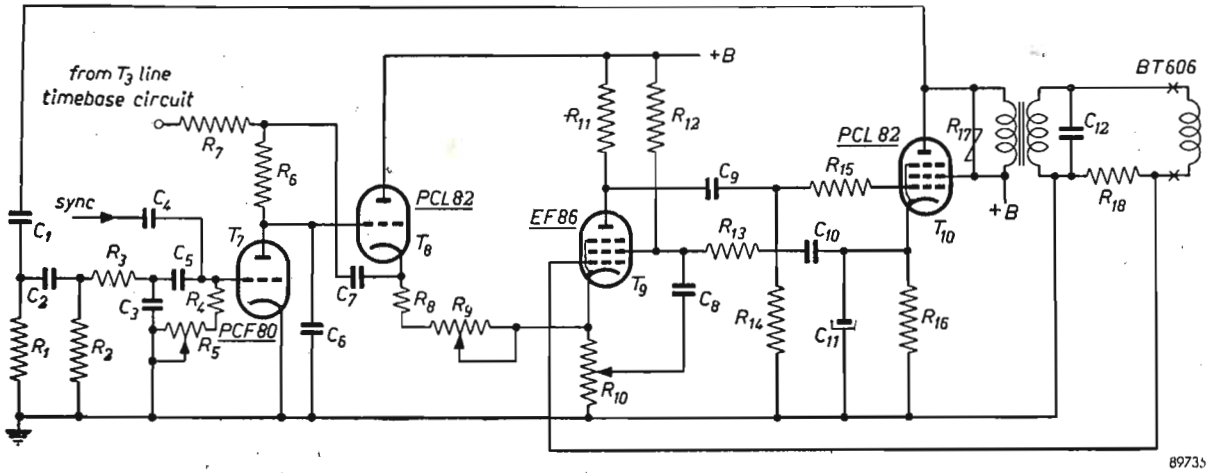 +B
BT606
from T3 line
timebase circuit
R7
R6
R11
R12
PCL 82
R17
C12
R18
+B
C9
R15
T10
sync
C4
PCL82
T8
EF86
T9
R13
C10
C1
C2
R3
C5
T7
R4
C3
R5
PCF80
C6
C7
R8
R9
C8
R1
R2
R10
R14
C11
R16
89735